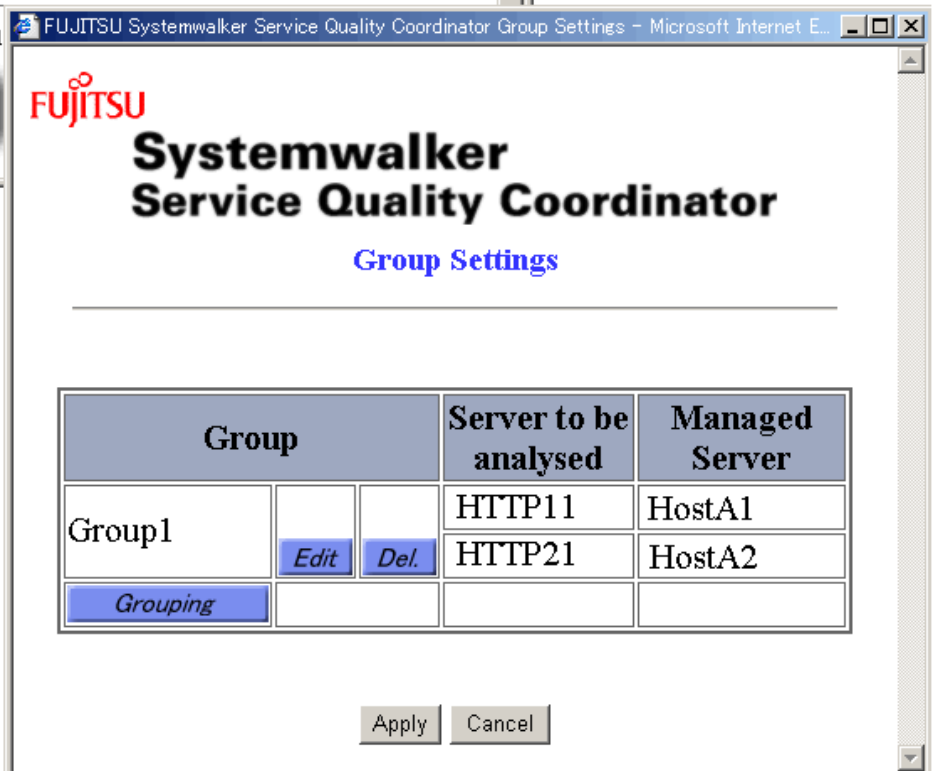 FUJITSU Systemwalker Service Quality Coordinator Group Settings - Microsoft Internet E...
FUJITSU
Systemwalker
Service Quality Coordinator
Group Settings
Group
Server to be
analysed
Managed
Server
Group1
Edit
Del.
HTTP11
HostA1
HTTP21
HostA2
Grouping
Apply
Cancel